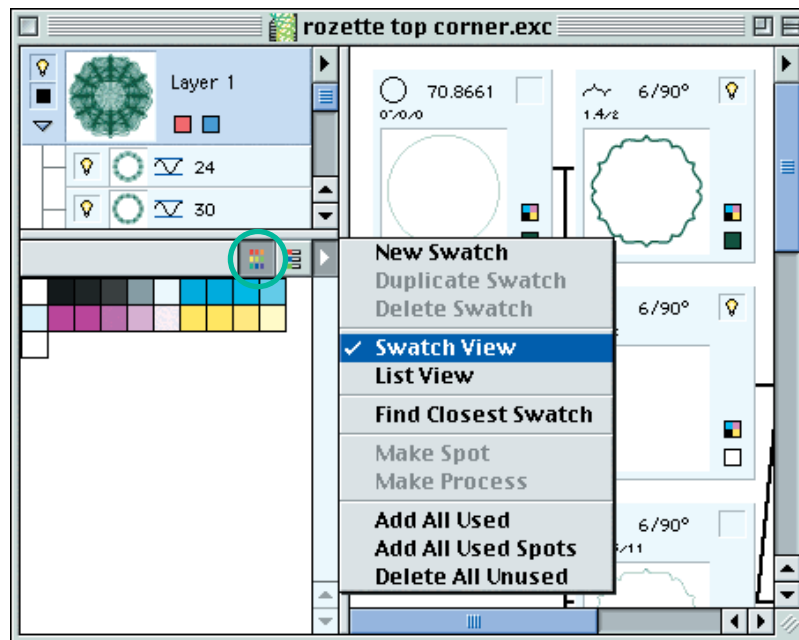 rozette top corner.exc
Layer 1
24
30
70.8661
0°/0/0
6/90°
1.4/2
New Swatch
Duplicate Swatch
Delete Swatch
✓ Swatch View
List View
Find Closest Swatch
Make Spot
Make Process
Add All Used
Add All Used Spots
Delete All Unused
6/90°
6/90°